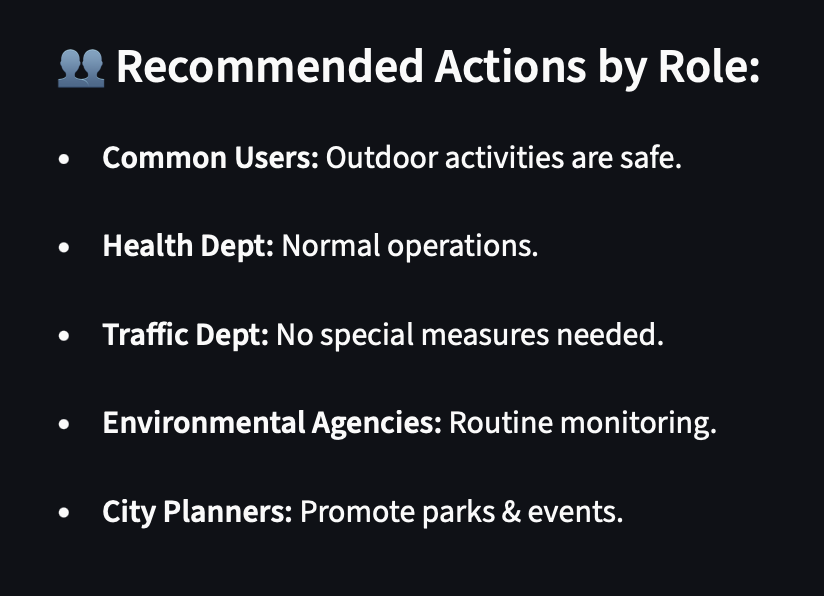 👥 Recommended Actions by Role:
• Common Users: Outdoor activities are safe.
• Health Dept: Normal operations.
• Traffic Dept: No special measures needed.
• Environmental Agencies: Routine monitoring.
• City Planners: Promote parks & events.